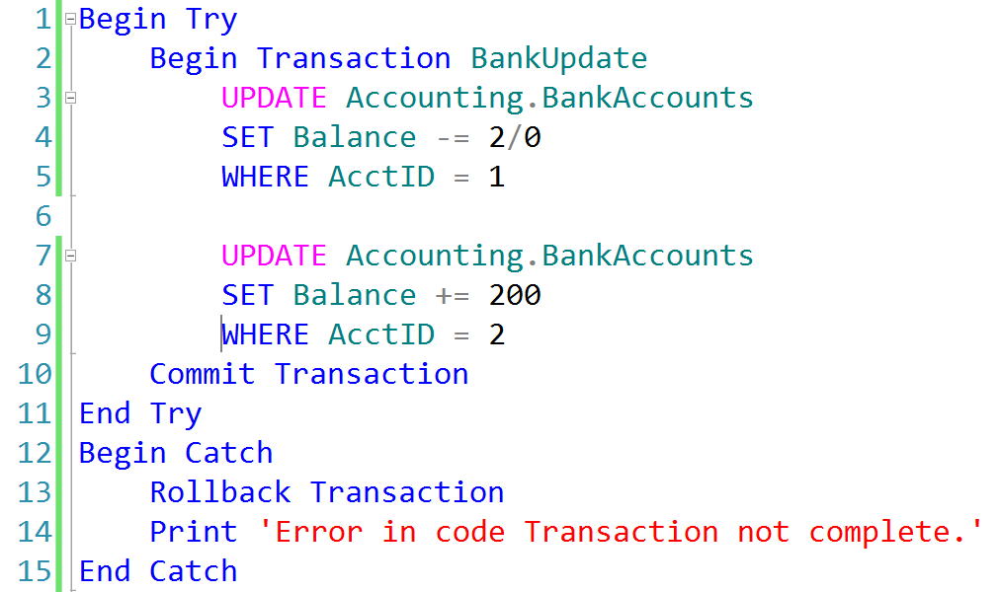 1 Begin Try
2     Begin Transaction BankUpdate
3         UPDATE Accounting.BankAccounts
4         SET Balance -= 2/0
5         WHERE AcctID = 1
6
7         UPDATE Accounting.BankAccounts
8         SET Balance += 200
9         WHERE AcctID = 2
10     Commit Transaction
11 End Try
12 Begin Catch
13     Rollback Transaction
14     Print 'Error in code Transaction not complete.'
15 End Catch